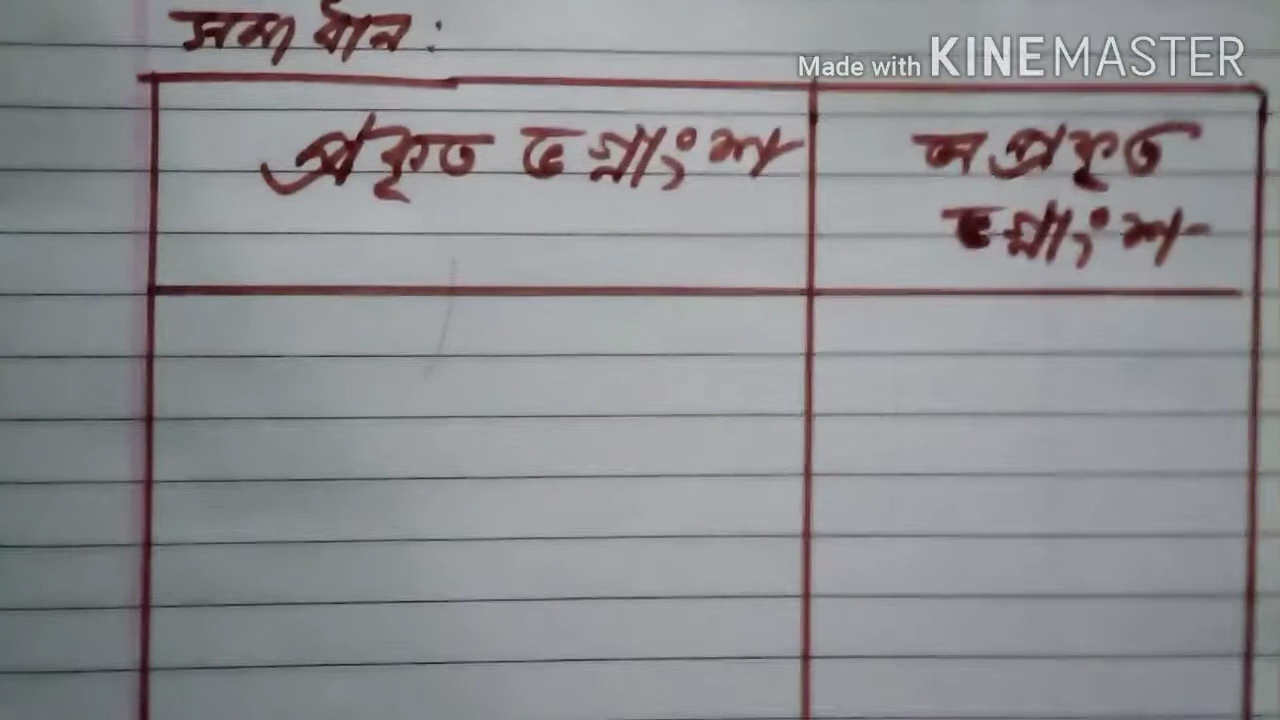 সমাধান:
Made with KINEMASTER
প্রকৃত ভগ্নাংশ
অপ্রকৃত
ভগ্নাংশ